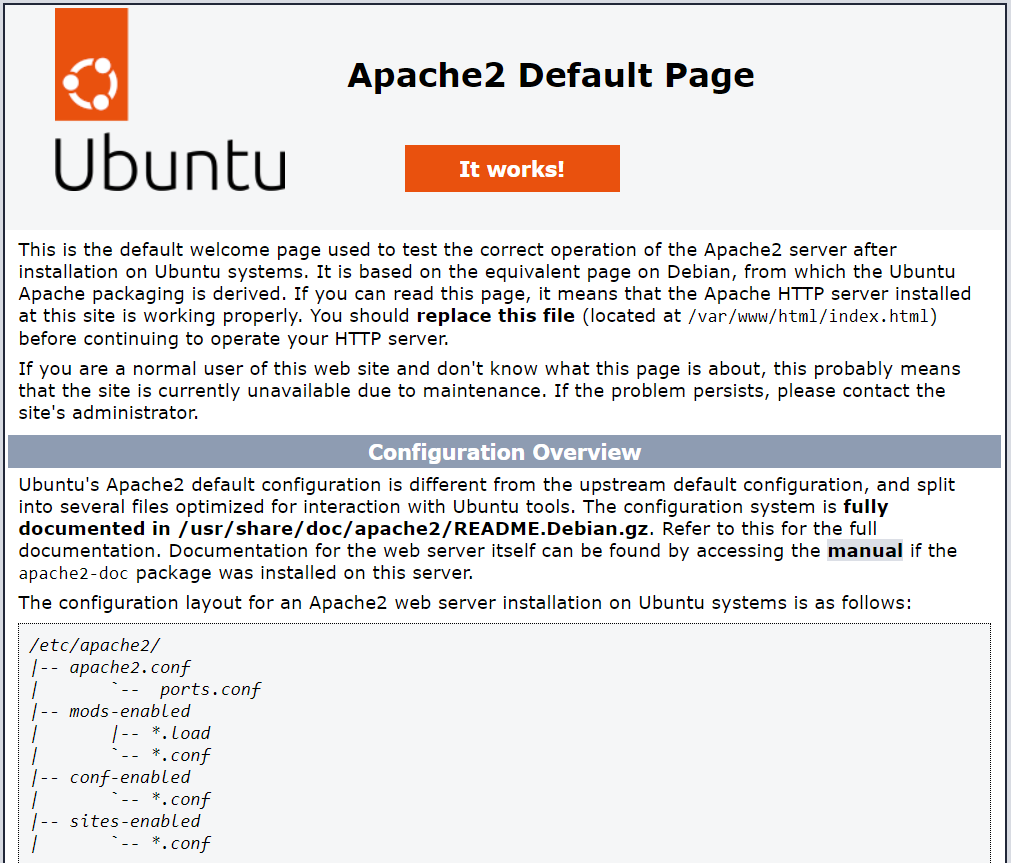 Ubuntu
Apache2 Default Page
It works!
This is the default welcome page used to test the correct operation of the Apache2 server after
installation on Ubuntu systems. It is based on the equivalent page on Debian, from which the Ubuntu
Apache packaging is derived. If you can read this page, it means that the Apache HTTP server installed
at this site is working properly. You should replace this file (located at /var/www/html/index.html)
before continuing to operate your HTTP server.
If you are a normal user of this web site and don't know what this page is about, this probably means
that the site is currently unavailable due to maintenance. If the problem persists, please contact the
site's administrator.
Configuration Overview
Ubuntu's Apache2 default configuration is different from the upstream default configuration, and split
into several files optimized for interaction with Ubuntu tools. The configuration system is fully
documented in /usr/share/doc/apache2/README.Debian.gz. Refer to this for the full
documentation. Documentation for the web server itself can be found by accessing the manual if the
apache2-doc package was installed on this server.
The configuration layout for an Apache2 web server installation on Ubuntu systems is as follows:
/etc/apache2/
|-- apache2.conf
|       `--  ports.conf
|-- mods-enabled
|       |-- *.load
|       `-- *.conf
|-- conf-enabled
|       `-- *.conf
|-- sites-enabled
|       `-- *.conf